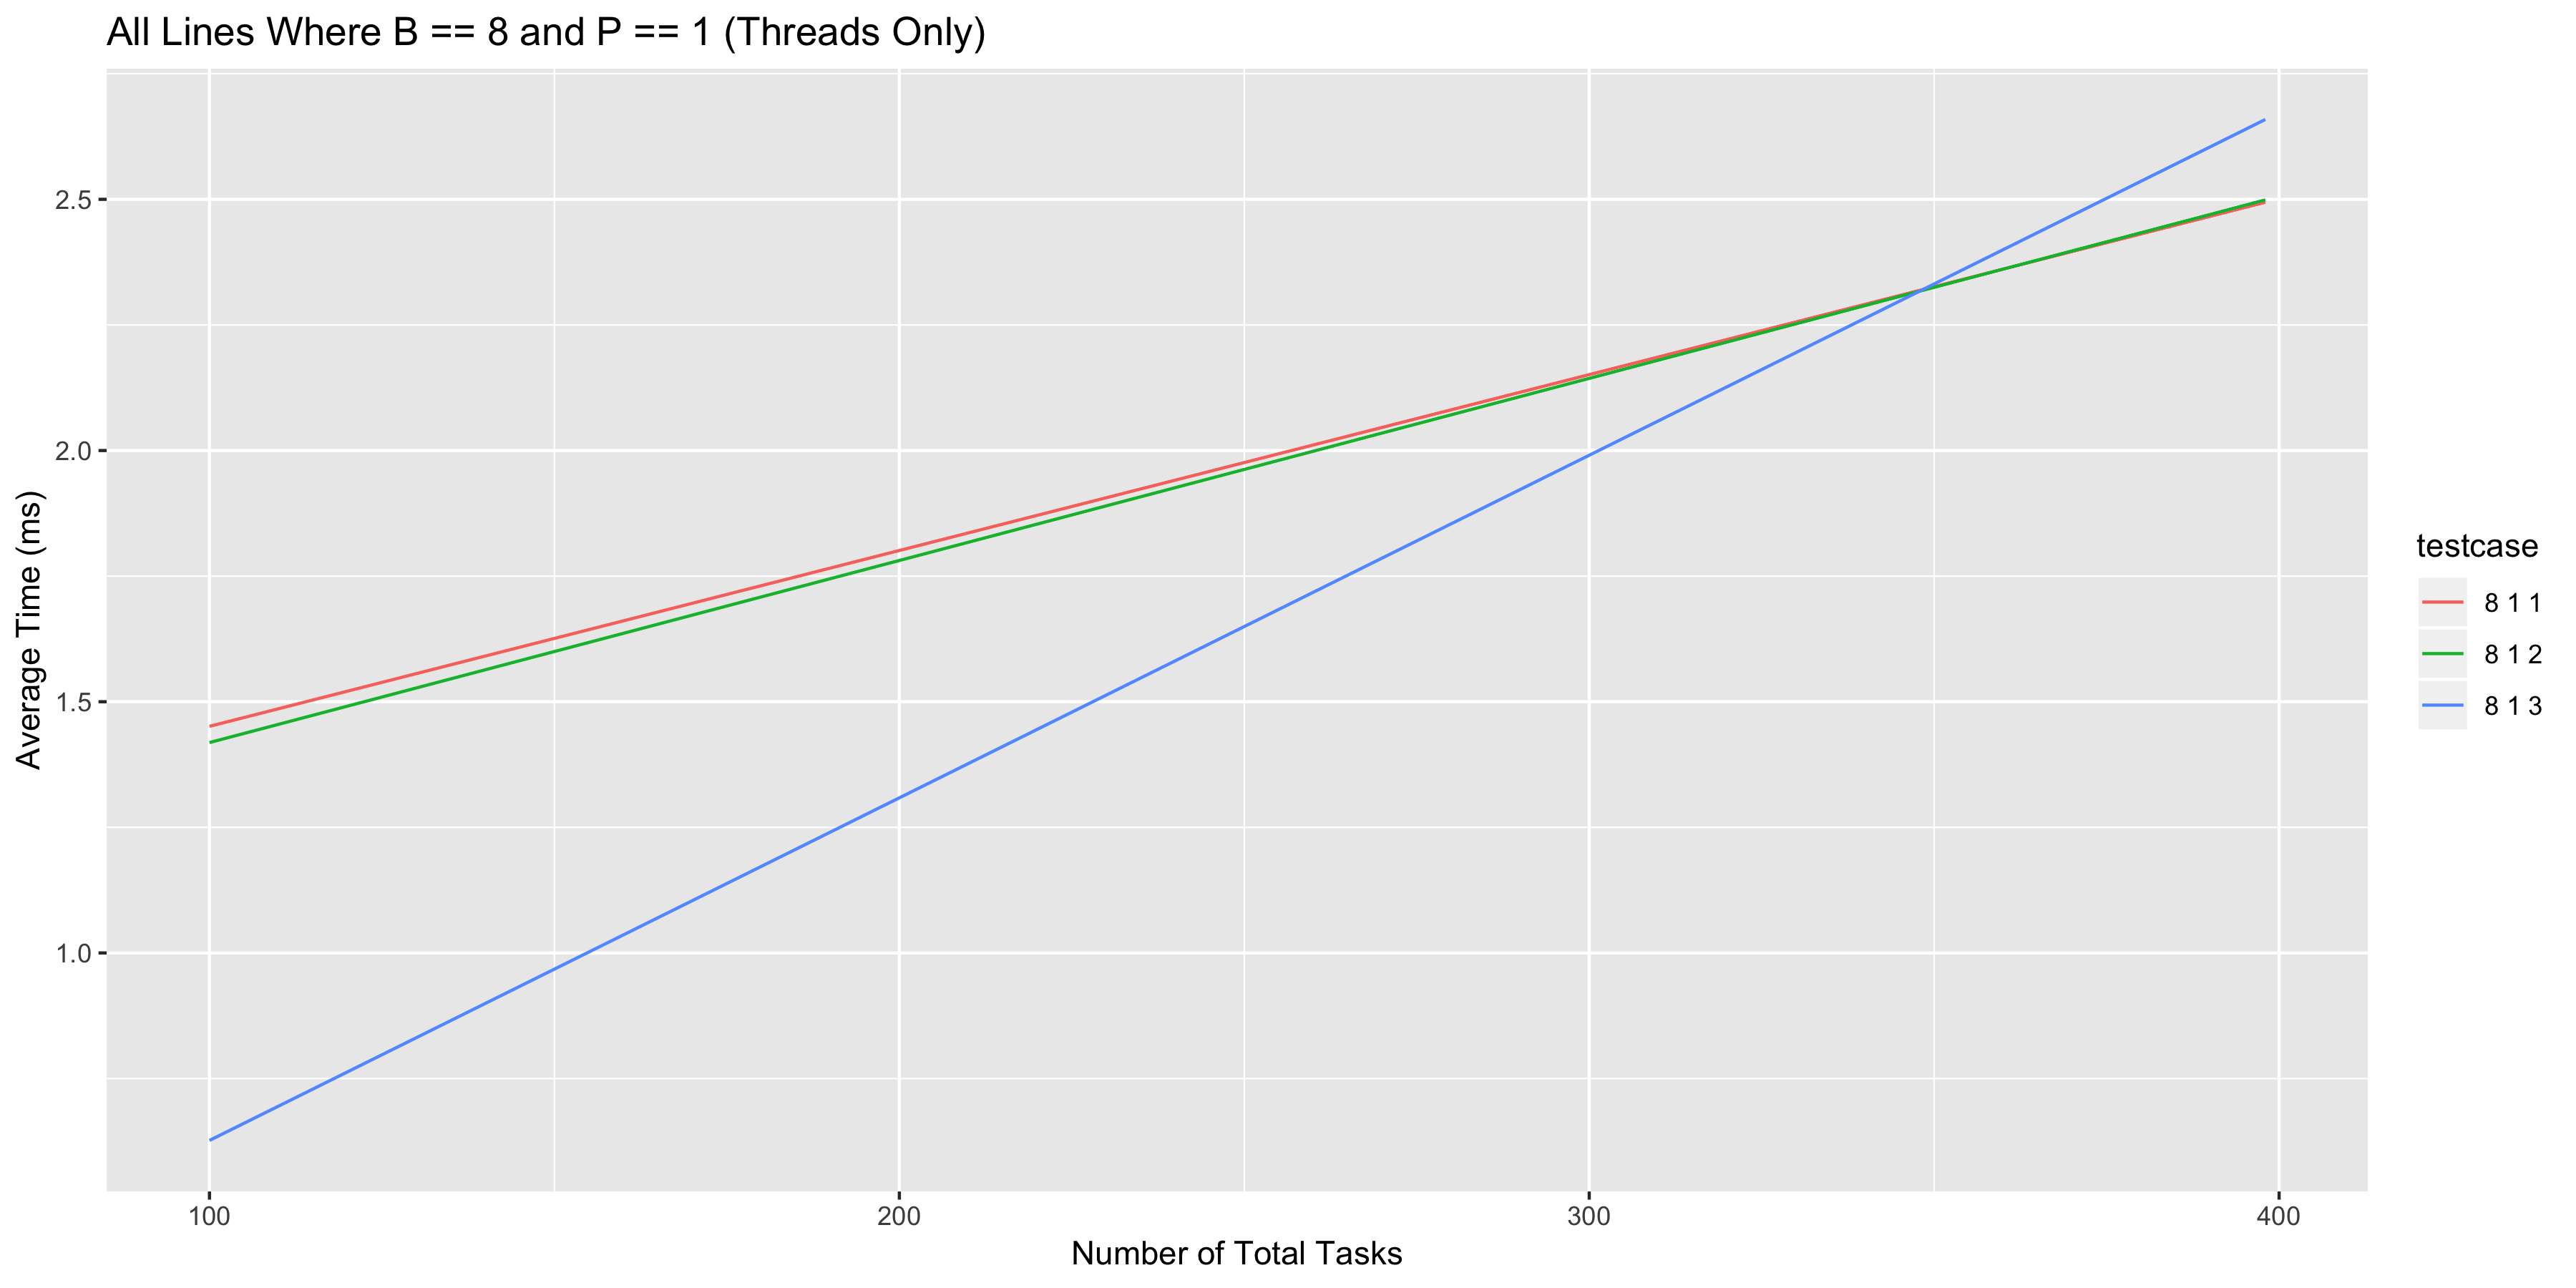 All Lines Where B == 8 and P == 1 (Threads Only)
Average Time (ms)
2.5
2.0
1.5
1.0
100
200
300
400
Number of Total Tasks
testcase
8 1 1
8 1 2
8 1 3